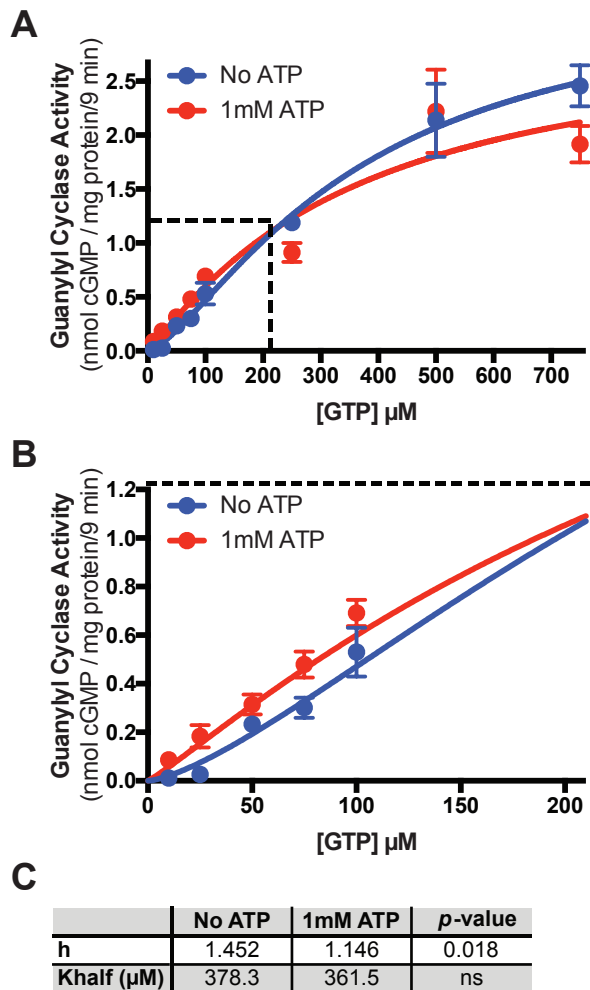 A
Guanylyl Cyclase Activity
(nmol cGMP / mg protein/9 min)
2.5
2.0
1.5
1.0
0.5
0.0
No ATP
1mM ATP
0 100 200 300 400 500 600 700
[GTP] µM
B
Guanylyl Cyclase Activity
(nmol cGMP / mg protein/9 min)
1.2
1.0
0.8
0.6
0.4
0.2
0.0
No ATP
1mM ATP
0 50 100 150 200
[GTP] µM
C
No ATP 1mM ATP p-value
h 1.452 1.146 0.018
Khalf (µM) 378.3 361.5 ns